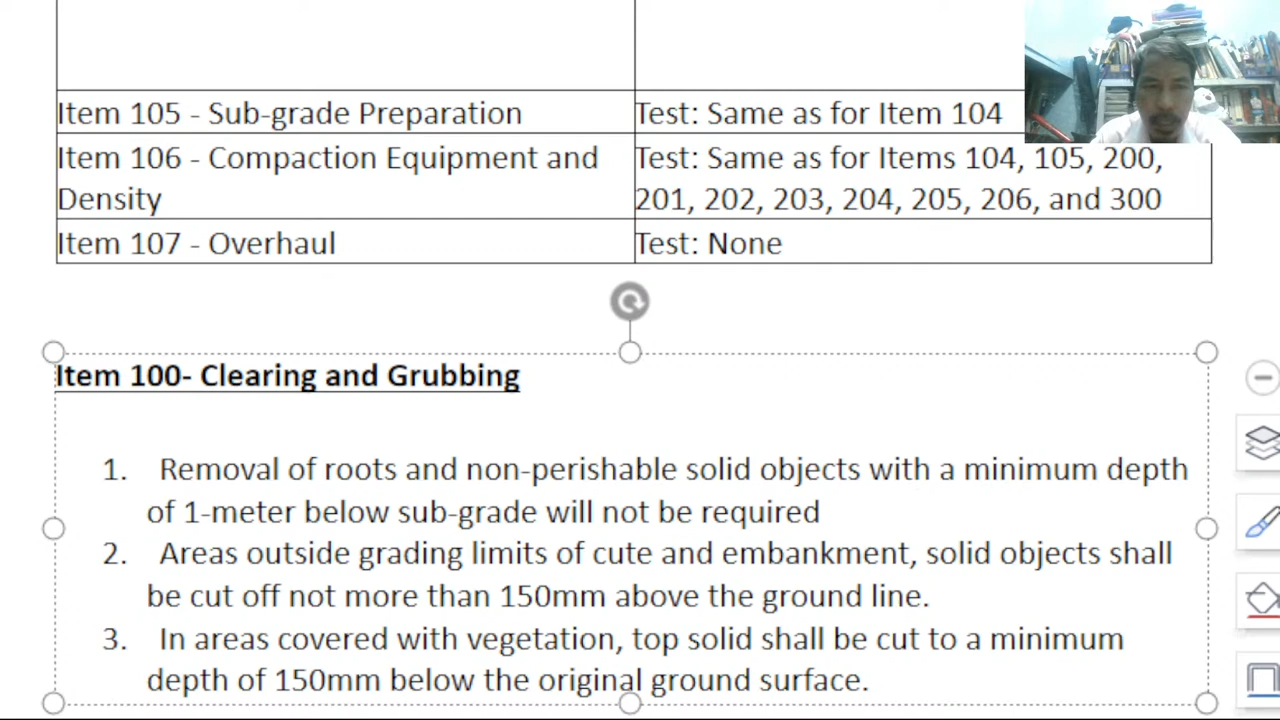 Item 105 - Sub-grade Preparation
Test: Same as for Item 104
Item 106 - Compaction Equipment and
Density
Test: Same as for Items 104, 105, 200,
201, 202, 203, 204, 205, 206, and 300
Item 107 - Overhaul
Test: None
Item 100- Clearing and Grubbing
1. Removal of roots and non-perishable solid objects with a minimum depth
of 1-meter below sub-grade will not be required
2. Areas outside grading limits of cute and embankment, solid objects shall
be cut off not more than 150mm above the ground line.
3. In areas covered with vegetation, top solid shall be cut to a minimum
depth of 150mm below the original ground surface.